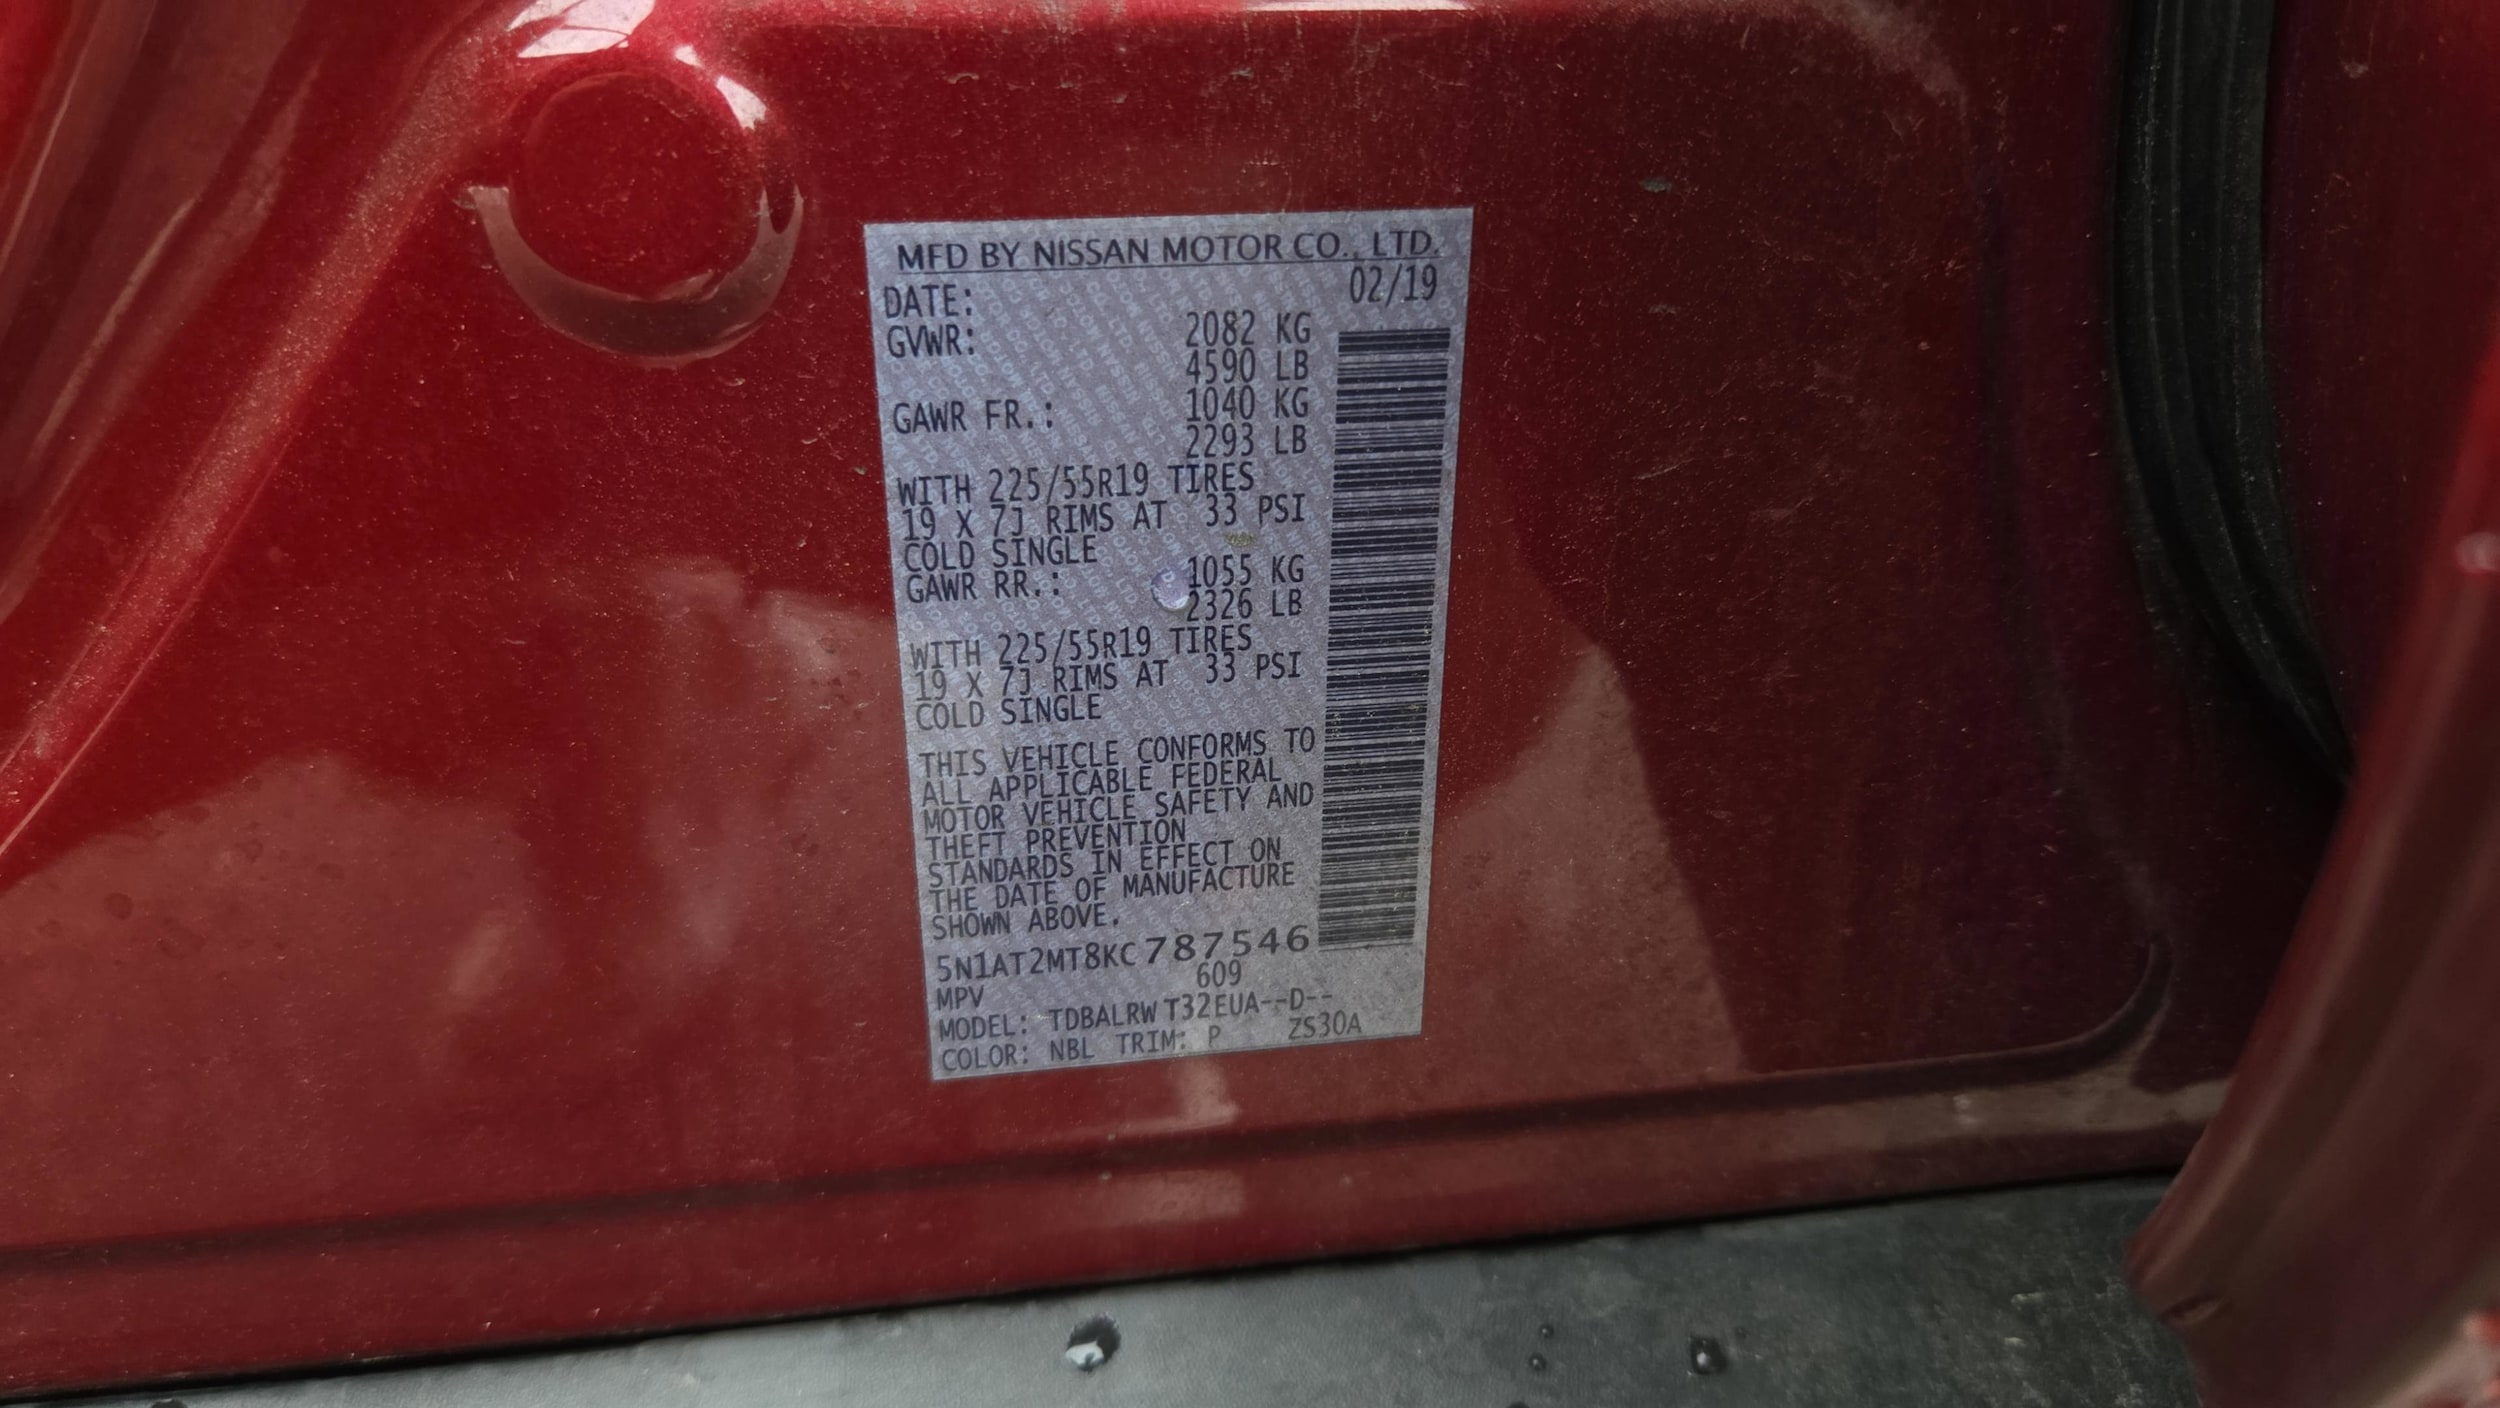 MFD BY NISSAN MOTOR CO., LTD.
DATE: 02/19
GVWR: 2082 KG
4590 LB
GAWR FR.: 1040 KG
2293 LB
WITH 225/55R19 TIRES
19 X 7J RIMS AT 33 PSI
COLD SINGLE
GAWR RR.: 1055 KG
2326 LB
WITH 225/55R19 TIRES
19 X 7J RIMS AT 33 PSI
COLD SINGLE
THIS VEHICLE CONFORMS TO
ALL APPLICABLE FEDERAL
MOTOR VEHICLE SAFETY AND
THEFT PREVENTION
STANDARDS IN EFFECT ON
THE DATE OF MANUFACTURE
SHOWN ABOVE.
5N1AT2MT8KC787546
MPV 609
MODEL: TDBALRWT32EUA--D--
COLOR: NBL TRIM: P ZS30A